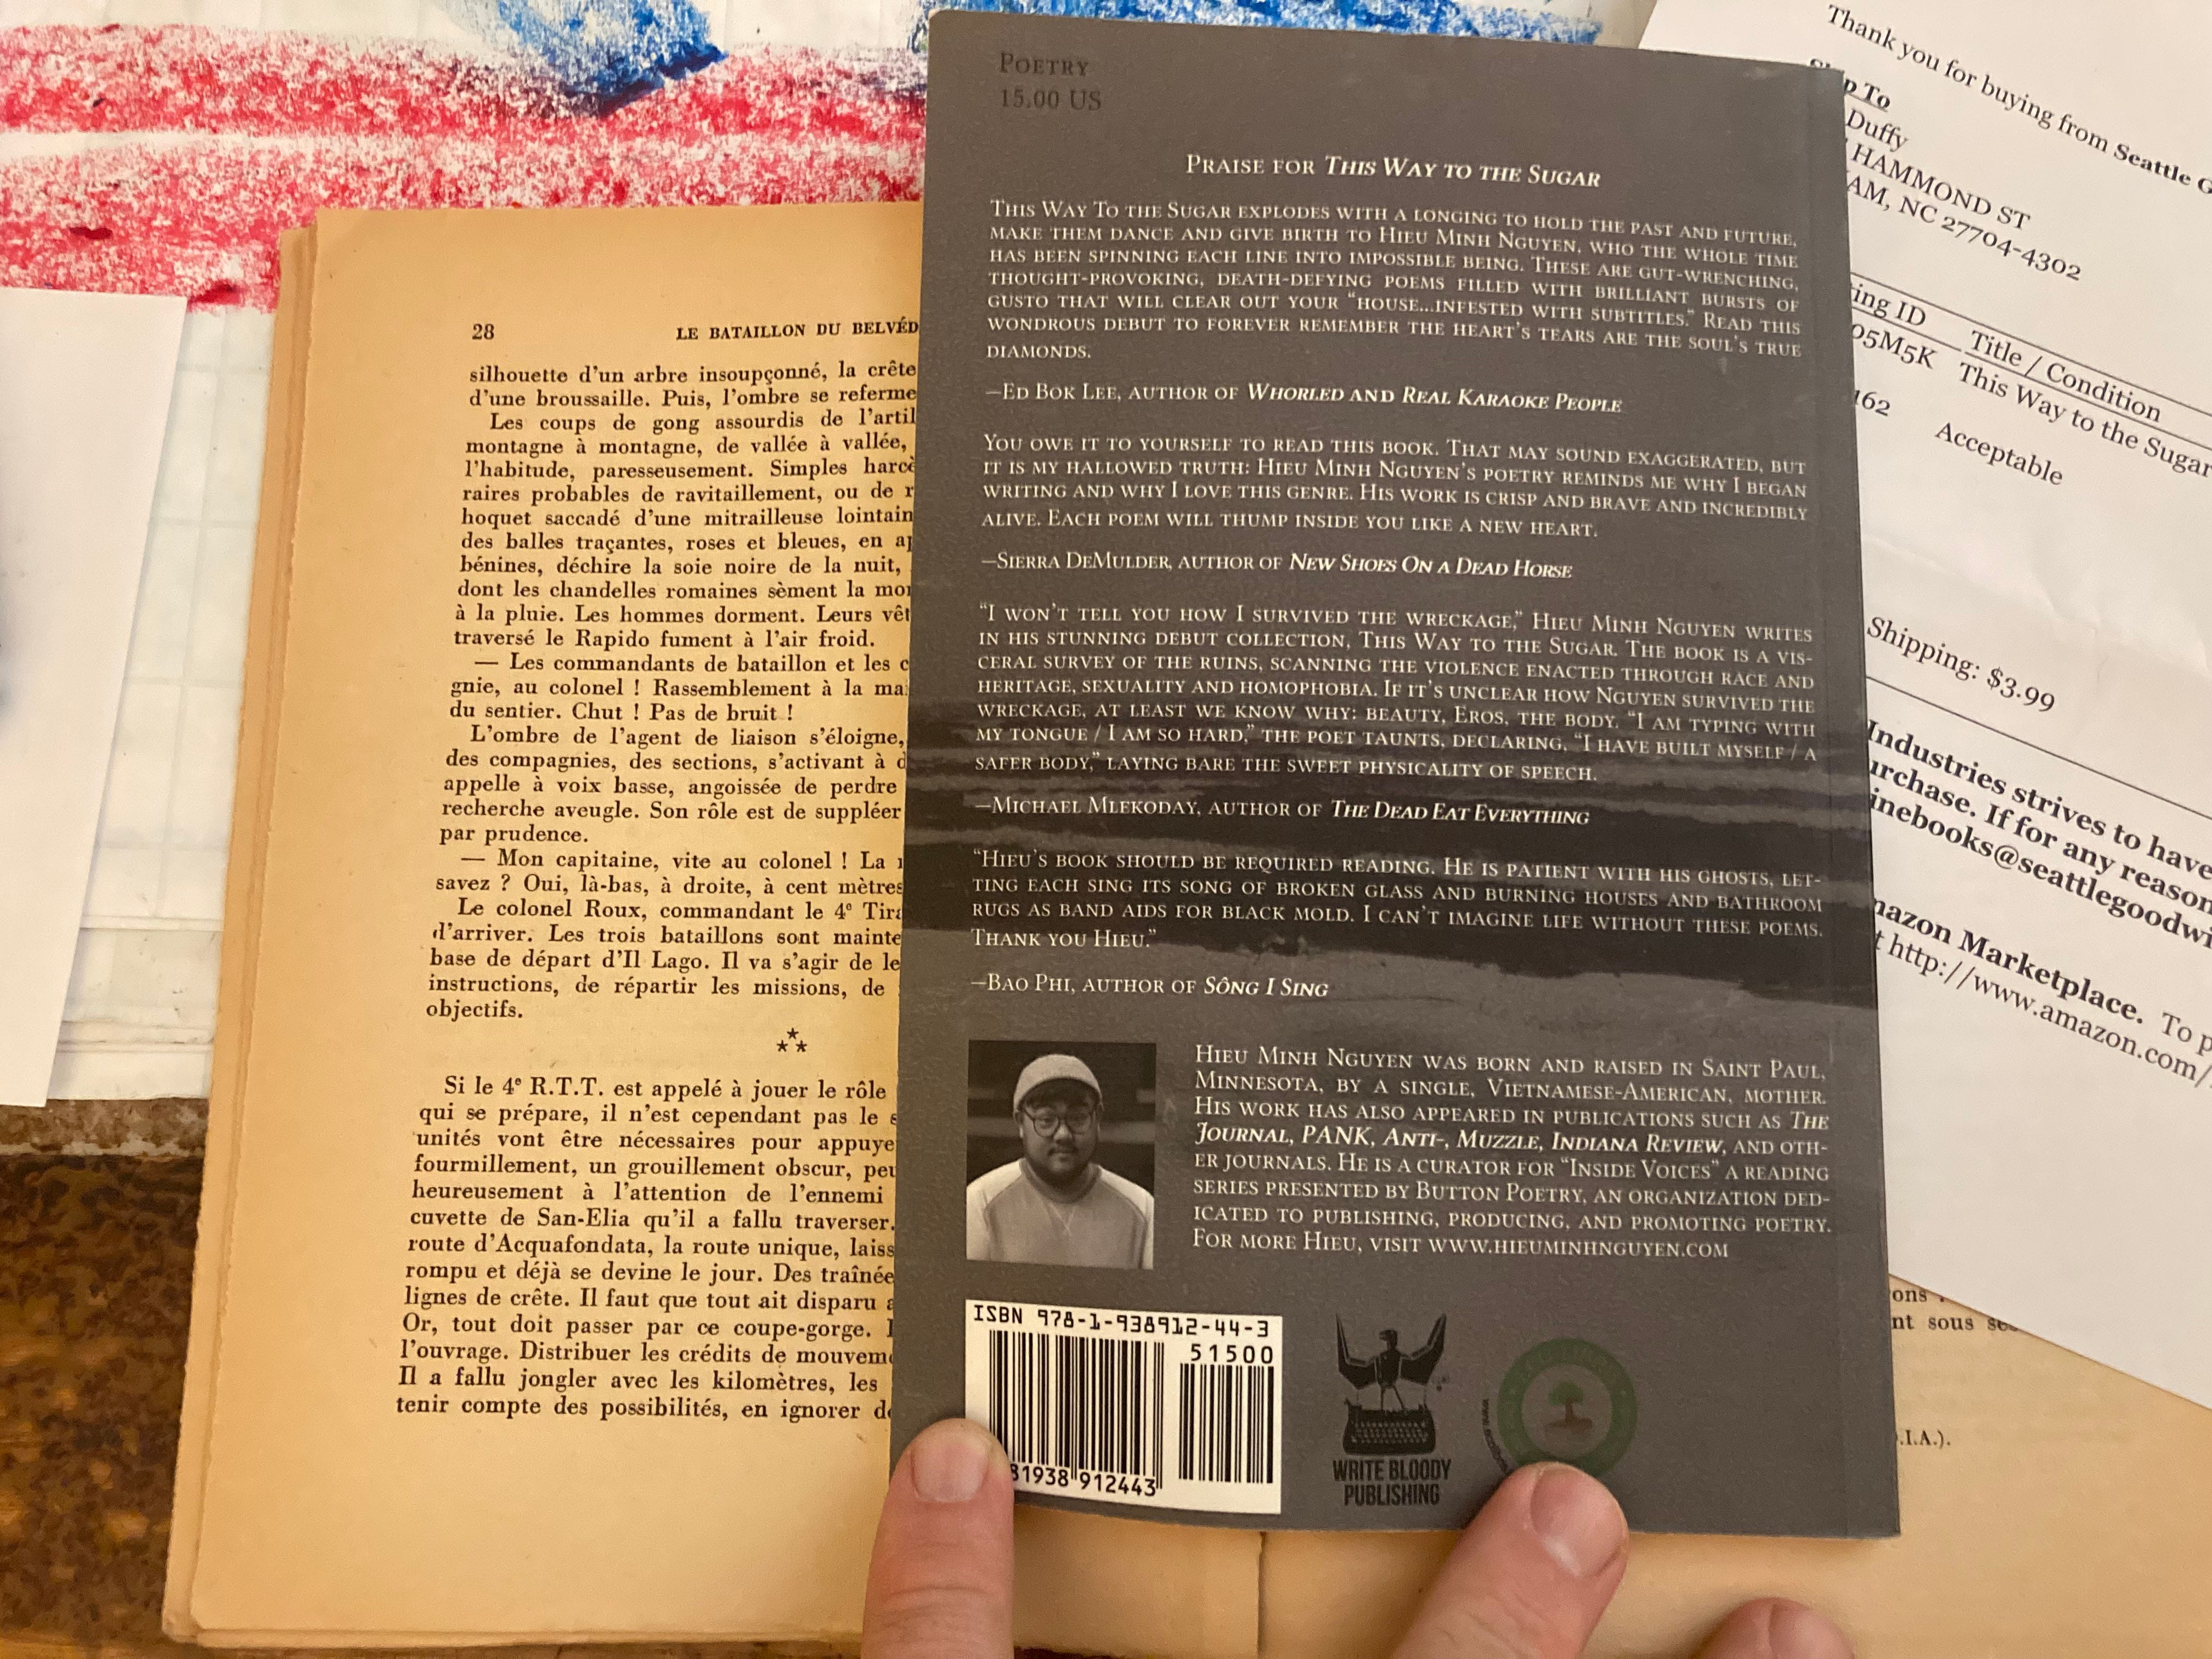 28 LE BATAILLON DU
silhouette d'un arbre insoupçonné, la crête
d'une broussaille. Puis, l'ombre se referme
Les coups de gong assourdis de
montagne à montagne, de vallée à vallée,
l'habitude, paresseusement. Simples
raires probables de ravitaillement, ou de
hoquet saccadé d'une mitrailleuse
des balles traçantes, roses et bleues, en
bénines, déchire la soie noire de la nuit,
dont les chandelles romaines sèment la
à la pluie. Les hommes dorment. Leurs
traversé le Rapido fument à l'air froid.
— Les commandants de bataillon et les
gnie, au colonel ! Rassemblement à la
du sentier. Chut ! Pas de bruit !
L'ombre de l'agent de liaison s'éloigne,
des compagnies, des sections, s'activant à
appelle à voix basse, angoissée de perdre
recherche aveugle. Son rôle est de suppléer
par prudence.
— Mon capitaine, vite au colonel ! La
savez ? Oui, là-bas, à droite, à cent mètres
Le colonel Roux, commandant le 4e
d'arriver. Les trois bataillons sont
base de départ d'Il Lago. Il va s'agir de
instructions, de répartir les missions, de
objectifs.
Si le 4e R.T.T. est appelé à jouer le rôle
qui se prépare, il n'est cependant pas le
unités vont être nécessaires pour
fourmillement, un grouillement obscur,
heureusement à l'attention de l'ennemi
cuvette de San-Elia qu'il a fallu traverser.
route d'Acquafondata, la route unique,
rompu et déjà se devine le jour. Des
lignes de crête. Il faut que tout ait disparu
Or, tout doit passer par ce coupe-gorge.
l'ouvrage. Distribuer les crédits de
Il a fallu jongler avec les kilomètres, les
tenir compte des possibilités, en ignorer
POETRY
15.00 US
PRAISE FOR THIS WAY TO THE SUGAR
THIS WAY TO THE SUGAR EXPLODES WITH A LONGING TO HOLD THE PAST AND FUTURE,
MAKE THEM DANCE AND GIVE BIRTH TO HIEU MINH NGUYEN, WHO THE WHOLE TIME
HAS BEEN SPINNING EACH LINE INTO IMPOSSIBLE BEING. THESE ARE GUT-WRENCHING,
THOUGHT-PROVOKING, DEATH-DEFYING POEMS FILLED WITH BRILLIANT BURSTS OF
GUSTO THAT WILL CLEAR OUT YOUR “HOUSE...INFESTED WITH SUBTITLES.” READ THIS
WONDROUS DEBUT TO FOREVER REMEMBER THE HEART'S TEARS ARE THE SOUL'S TRUE
DIAMONDS.
—ED BOK LEE, AUTHOR OF WHORLED AND REAL KARAOKE PEOPLE
YOU OWE IT TO YOURSELF TO READ THIS BOOK. THAT MAY SOUND EXAGGERATED, BUT
IT IS MY HALLOWED TRUTH: HIEU MINH NGUYEN'S POETRY REMINDS ME WHY I BEGAN
WRITING AND WHY I LOVE THIS GENRE. HIS WORK IS CRISP AND BRAVE AND INCREDIBLY
ALIVE. EACH POEM WILL THUMP INSIDE YOU LIKE A NEW HEART.
—SIERRA DEMULDER, AUTHOR OF NEW SHOES ON A DEAD HORSE
“I WON'T TELL YOU HOW I SURVIVED THE WRECKAGE,” HIEU MINH NGUYEN WRITES
IN HIS STUNNING DEBUT COLLECTION, THIS WAY TO THE SUGAR. THE BOOK IS A VIS-
CERAL SURVEY OF THE RUINS, SCANNING THE VIOLENCE ENACTED THROUGH RACE AND
HERITAGE, SEXUALITY AND HOMOPHOBIA. IF IT'S UNCLEAR HOW NGUYEN SURVIVED THE
WRECKAGE, AT LEAST WE KNOW WHY: BEAUTY, EROS, THE BODY. “I AM TYPING WITH
MY TONGUE / I AM SO HARD,” THE POET TAUNTS, DECLARING, “I HAVE BUILT MYSELF / A
SAFER BODY,” LAYING BARE THE SWEET PHYSICALITY OF SPEECH.
—MICHAEL MLEKODAY, AUTHOR OF THE DEAD EAT EVERYTHING
“HIEU'S BOOK SHOULD BE REQUIRED READING. HE IS PATIENT WITH HIS GHOSTS, LET-
TING EACH SING ITS SONG OF BROKEN GLASS AND BURNING HOUSES AND BATHROOM
RUGS AS BAND AIDS FOR BLACK MOLD. I CAN'T IMAGINE LIFE WITHOUT THESE POEMS.
THANK YOU HIEU.”
—BAO PHI, AUTHOR OF SÔNG I SING
HIEU MINH NGUYEN WAS BORN AND RAISED IN SAINT PAUL,
MINNESOTA, BY A SINGLE, VIETNAMESE-AMERICAN, MOTHER.
HIS WORK HAS ALSO APPEARED IN PUBLICATIONS SUCH AS THE
JOURNAL, PANK, ANTI-, MUZZLE, INDIANA REVIEW, AND OTH-
ER JOURNALS. HE IS A CURATOR FOR “INSIDE VOICES” A READING
SERIES PRESENTED BY BUTTON POETRY, AN ORGANIZATION DED-
ICATED TO PUBLISHING, PRODUCING, AND PROMOTING POETRY.
FOR MORE HIEU, VISIT WWW.HIEUMINHNGUYEN.COM
ISBN 978-1-938912-44-3
51500
81938 912443
WRITE BLOODY
PUBLISHING
Thank you for buying from Seattle
Ship To
Duffy
HAMMOND ST
NC 27704-4302
ID Title / Condition
This Way to the Sugar
Acceptable
Shipping: $3.99
Industries strives to have
If for any reason
Marketplace. To
http://www.amazon.com/
sous